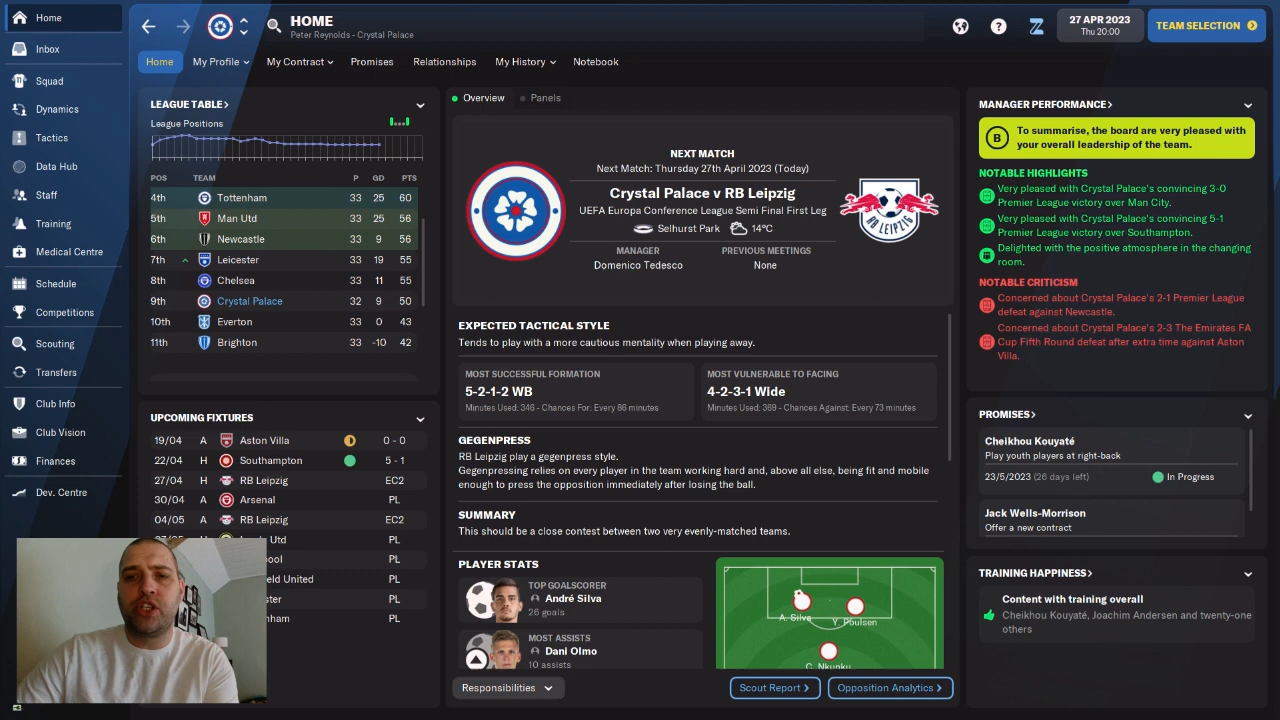 Home
Inbox
Squad
Dynamics
Tactics
Data Hub
Staff
Training
Medical Centre
Schedule
Competitions
Scouting
Transfers
Club Info
Club Vision
Finances
Dev. Centre
HOME
Peter Reynolds - Crystal Palace
27 APR 2023
Thu 20:00
TEAM SELECTION
Home
My Profile
My Contract
Promises
Relationships
My History
Notebook
LEAGUE TABLE
League Positions
POS TEAM P GD PTS
4th Tottenham 33 25 60
5th Man Utd 33 25 56
6th Newcastle 33 9 56
7th Leicester 33 19 55
8th Chelsea 33 11 55
9th Crystal Palace 32 9 50
10th Everton 33 0 43
11th Brighton 33 -10 42
UPCOMING FIXTURES
19/04 A Aston Villa 0 - 0
22/04 H Southampton 5 - 1
27/04 H RB Leipzig EC2
30/04 A Arsenal PL
04/05 A RB Leipzig EC2
PL
PL
field United PL
PL
PL
Overview
Panels
NEXT MATCH
Next Match: Thursday 27th April 2023 (Today)
Crystal Palace v RB Leipzig
UEFA Europa Conference League Semi Final First Leg
Selhurst Park 14°C
MANAGER
Domenico Tedesco
PREVIOUS MEETINGS
None
RB Leipzig
EXPECTED TACTICAL STYLE
Tends to play with a more cautious mentality when playing away.
MOST SUCCESSFUL FORMATION
5-2-1-2 WB
Minutes Used: 346 - Chances For: Every 86 minutes
MOST VULNERABLE TO FACING
4-2-3-1 Wide
Minutes Used: 369 - Chances Against: Every 73 minutes
GEGENPRESS
RB Leipzig play a gegenpress style.
Gegenpressing relies on every player in the team working hard and, above all else, being fit and mobile
enough to press the opposition immediately after losing the ball.
SUMMARY
This should be a close contest between two very evenly-matched teams.
PLAYER STATS
TOP GOALSCORER
André Silva
26 goals
MOST ASSISTS
Dani Olmo
10 assists
A. Silva
Y. Poulsen
C. Nkunku
Responsibilities
Scout Report
Opposition Analytics
MANAGER PERFORMANCE
B
To summarise, the board are very pleased with
your overall leadership of the team.
NOTABLE HIGHLIGHTS
Very pleased with Crystal Palace's convincing 3-0
Premier League victory over Man City.
Very pleased with Crystal Palace's convincing 5-1
Premier League victory over Southampton.
Delighted with the positive atmosphere in the changing
room.
NOTABLE CRITICISM
Concerned about Crystal Palace's 2-1 Premier League
defeat against Newcastle.
Concerned about Crystal Palace's 2-3 The Emirates FA
Cup Fifth Round defeat after extra time against Aston
Villa.
PROMISES
Cheikhou Kouyaté
Play youth players at right-back
23/5/2023 (26 days left) In Progress
Jack Wells-Morrison
Offer a new contract
TRAINING HAPPINESS
Content with training overall
Cheikhou Kouyaté, Joachim Andersen and twenty-one
others